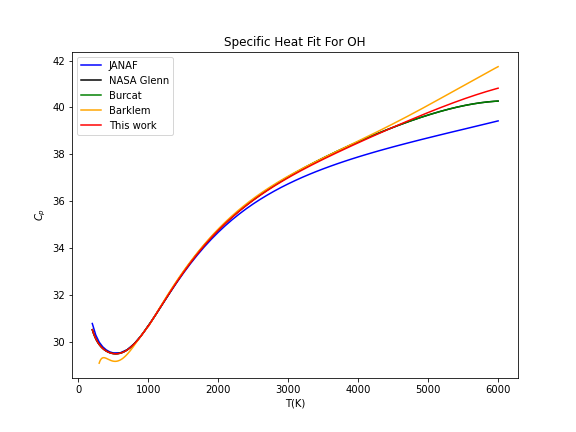 Specific Heat Fit For OH
JANAF
NASA Glenn
Burcat
Barklem
This work
42
40
38
36
34
32
30
C_p
0 1000 2000 3000 4000 5000 6000
T(K)